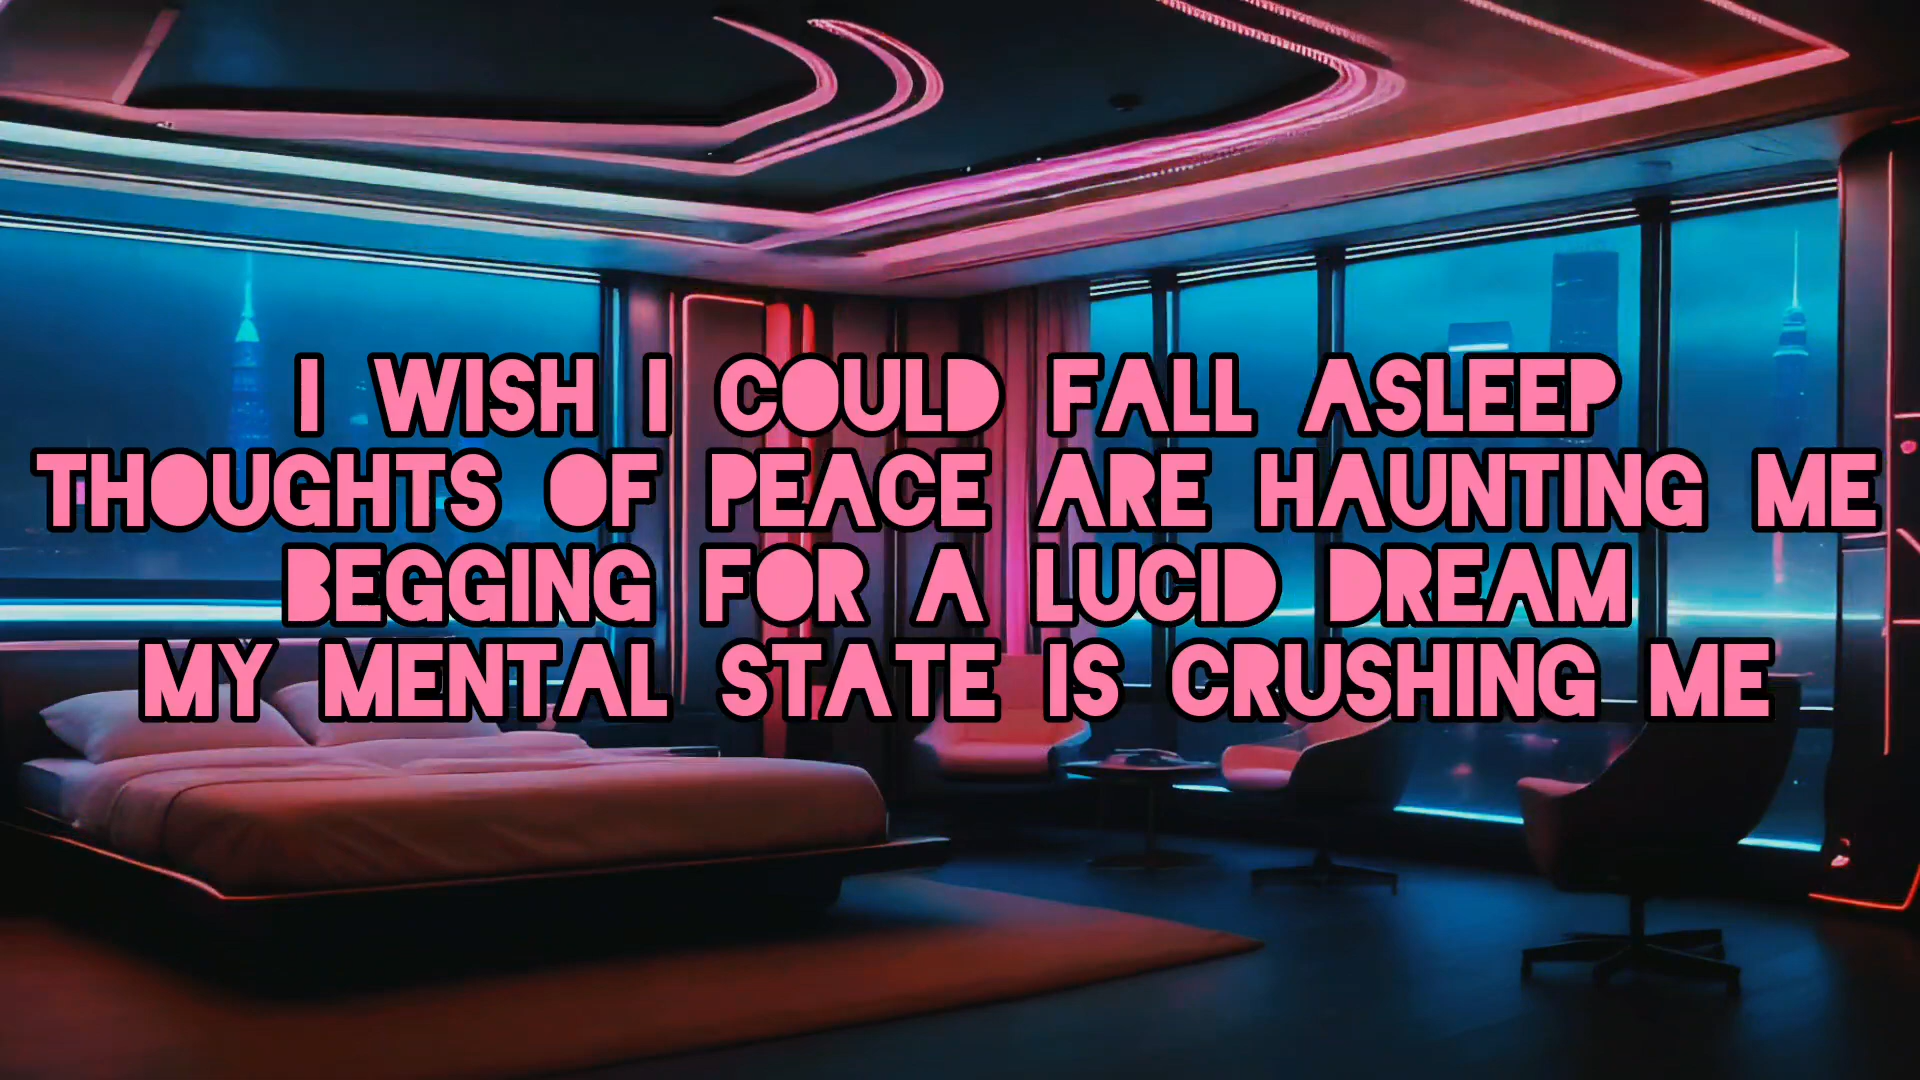 I WISH I COULD FALL ASLEEP
THOUGHTS OF PEACE ARE HAUNTING ME
BEGGING FOR A LUCID DREAM
MY MENTAL STATE IS CRUSHING ME